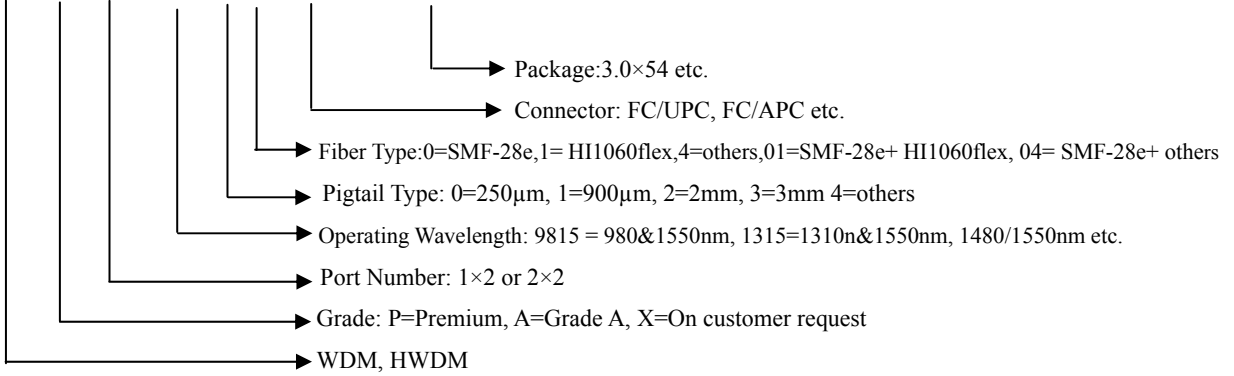 Package:3.0×54 etc.
Connector: FC/UPC, FC/APC etc.
Fiber Type:0=SMF-28e,1= HI1060flex,4=others,01=SMF-28e+ HI1060flex, 04= SMF-28e+ others
Pigtail Type: 0=250μm, 1=900μm, 2=2mm, 3=3mm 4=others
Operating Wavelength: 9815 = 980&1550nm, 1315=1310n&1550nm, 1480/1550nm etc.
Port Number: 1×2 or 2×2
Grade: P=Premium, A=Grade A, X=On customer request
WDM, HWDM